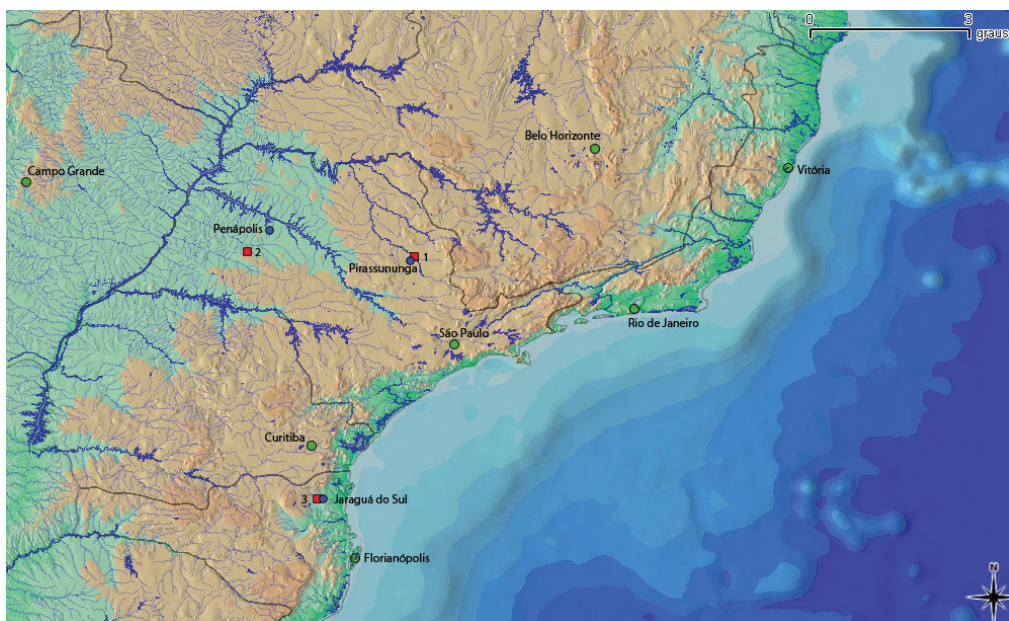 0 3
graus
Belo Horizonte
Campo Grande
Vitória
Penápolis
2
1
Pirassununga
Rio de Janeiro
São Paulo
Curitiba
3 Jaraguá do Sul
Florianópolis
N